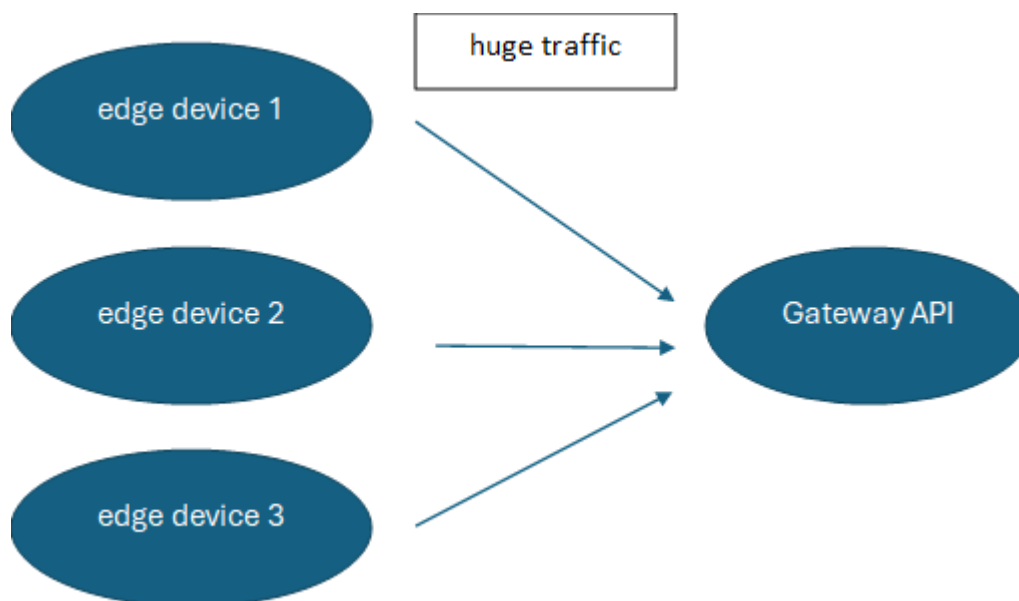 huge traffic
edge device 1
edge device 2
Gateway API
edge device 3